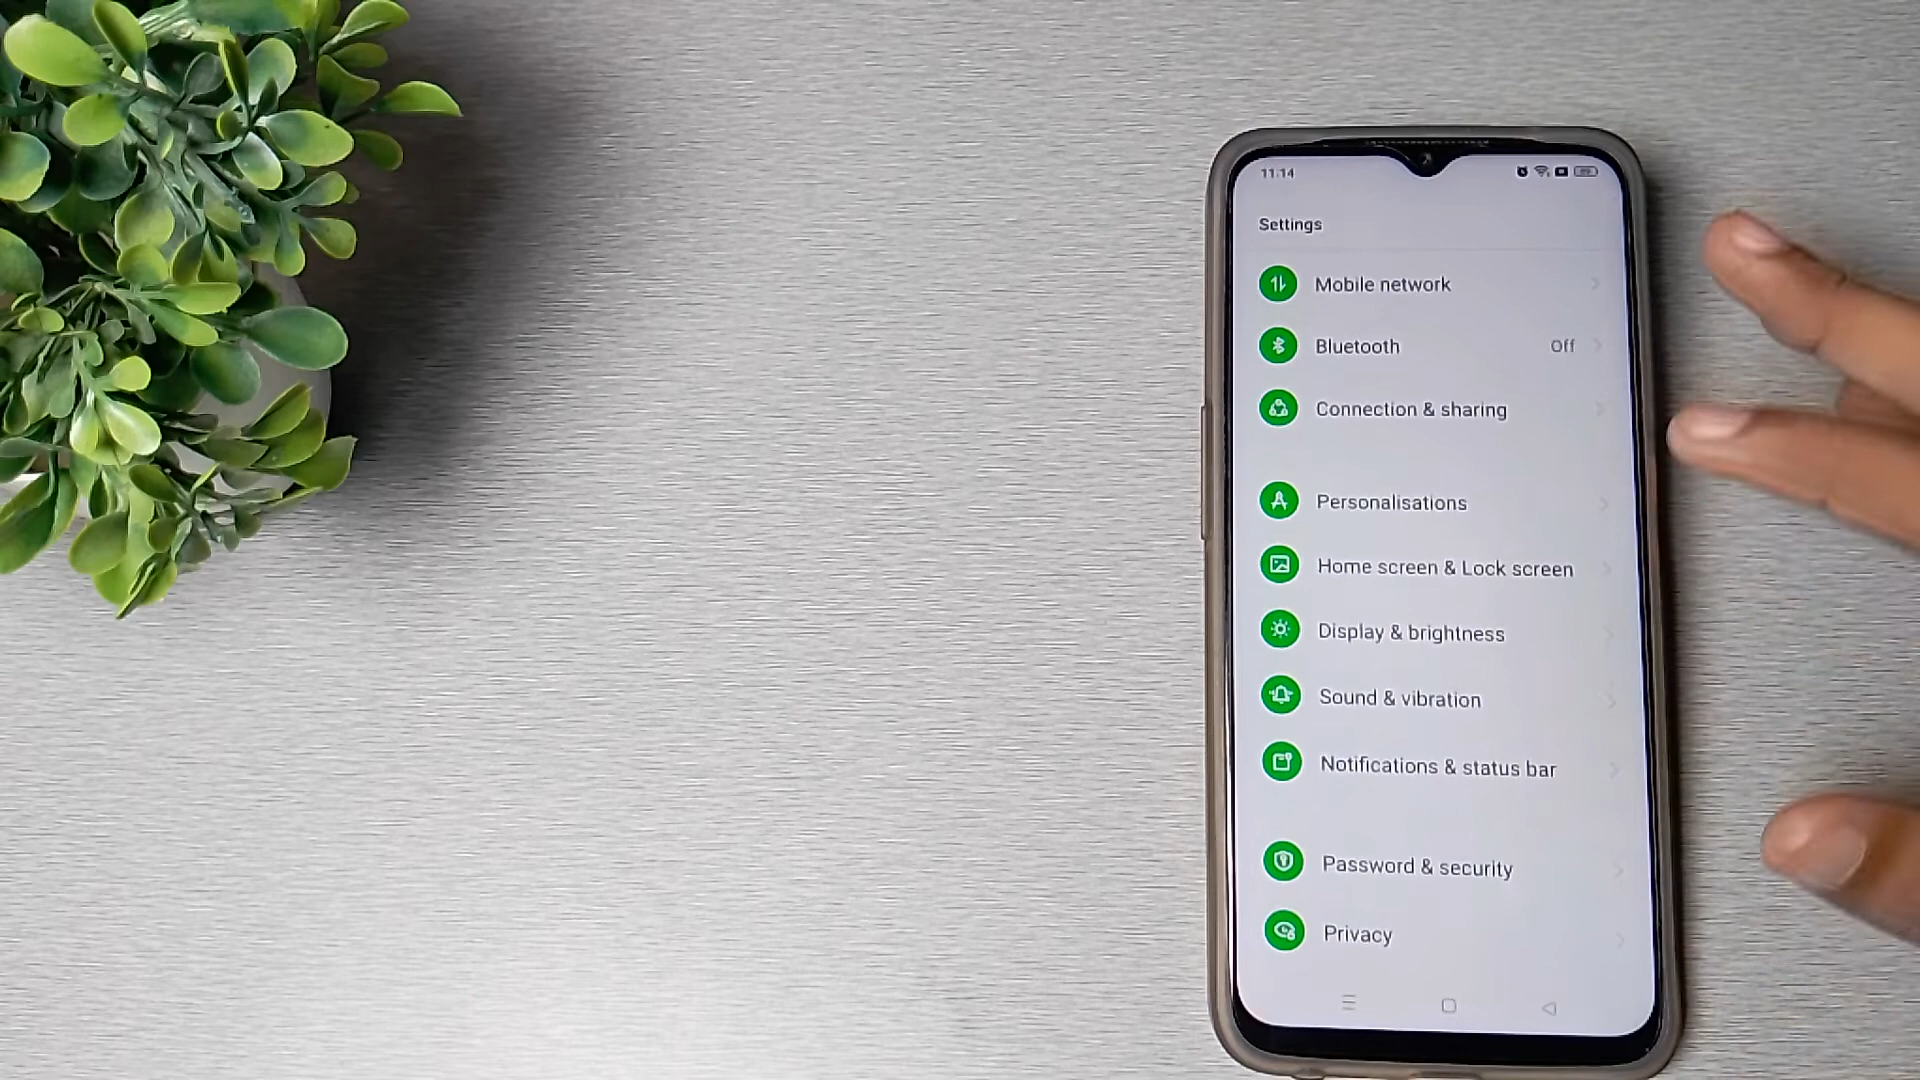 11.14
Settings
Mobile network
Bluetooth Off
Connection & sharing
Personalisations
Home screen & Lock screen
Display & brightness
Sound & vibration
Notifications & status bar
Password & security
Privacy